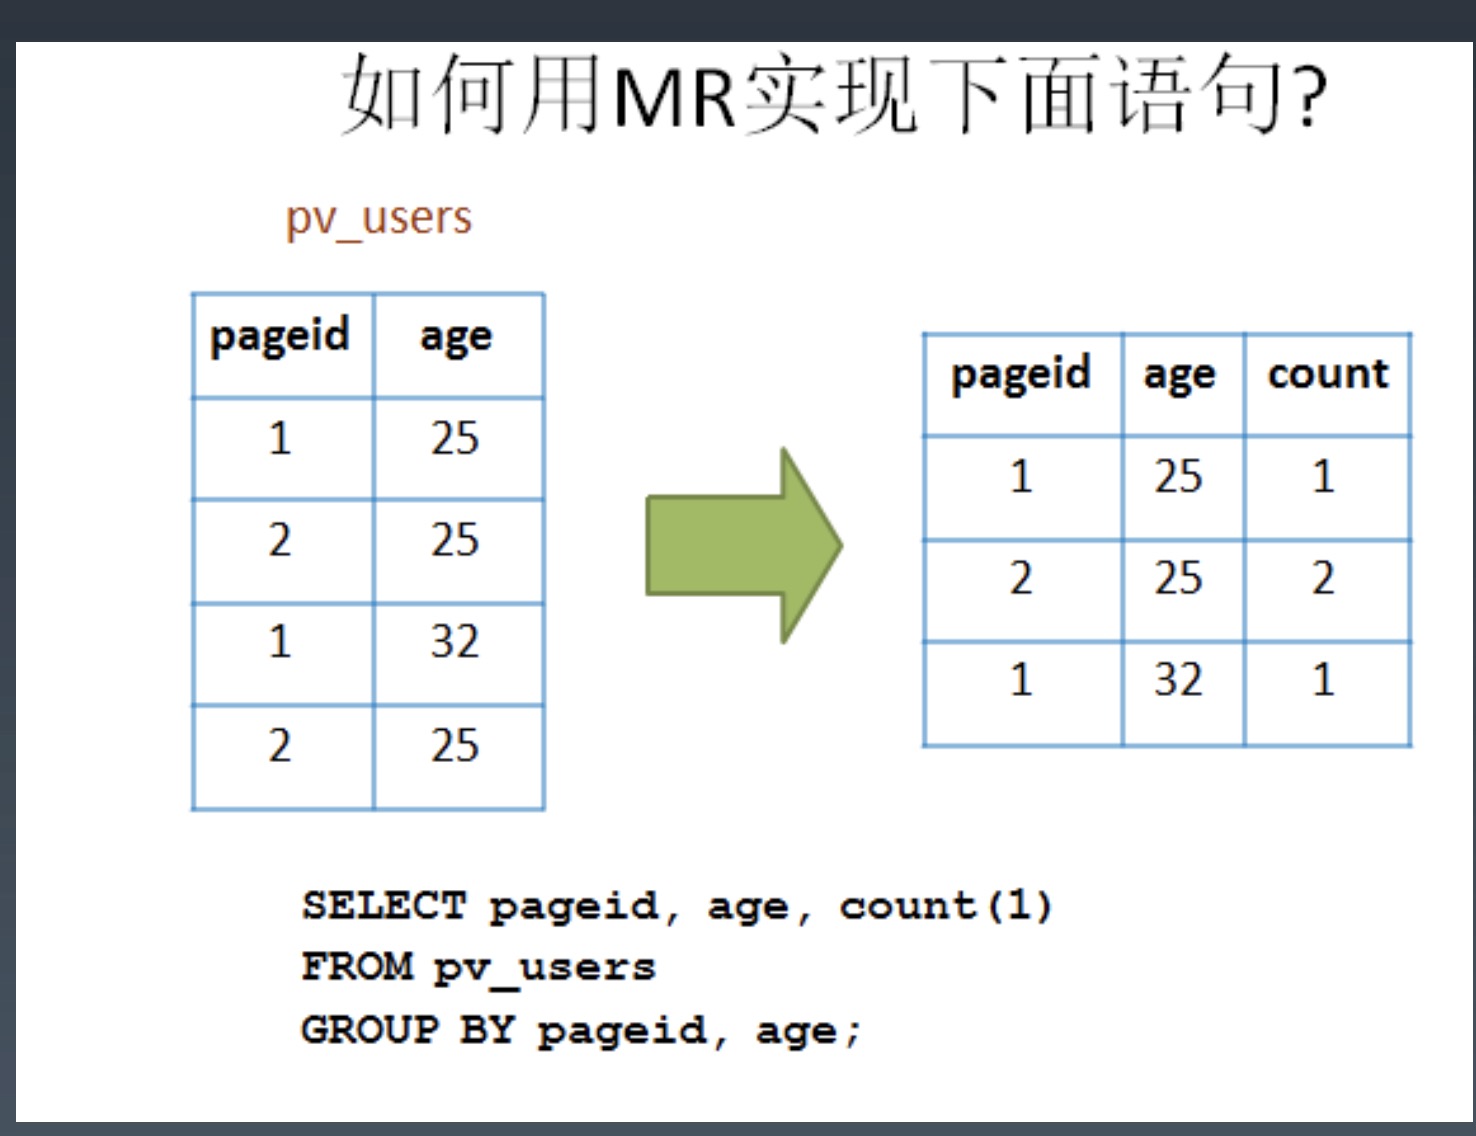 如何用MR实现下面语句?
pv_users
pageid age
1 25
2 25
1 32
2 25
pageid age count
1 25 1
2 25 2
1 32 1
SELECT pageid, age, count(1)
FROM pv_users
GROUP BY pageid, age;